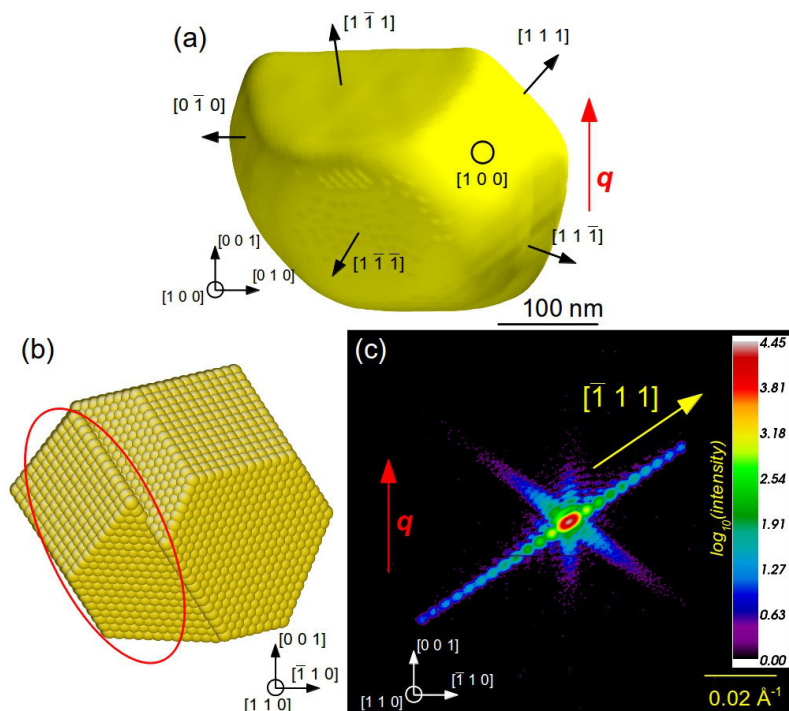 (a)
[1 1̅ 1]
[1 1 1]
[0 1̅ 0]
[1 0 0]
q
[1 1 1̅]
[1 1̅ 1̅]
[0 0 1]
[0 1 0]
[1 0 0]
100 nm
(b)
[0 0 1]
[1̅ 1 0]
[1 1 0]
(c)
[1̅ 1 1]
q
[0 0 1]
[1̅ 1 0]
[1 1 0]
4.45
3.81
3.18
2.54
1.91
1.27
0.63
0.00
log10(intensity)
0.02 Å⁻¹